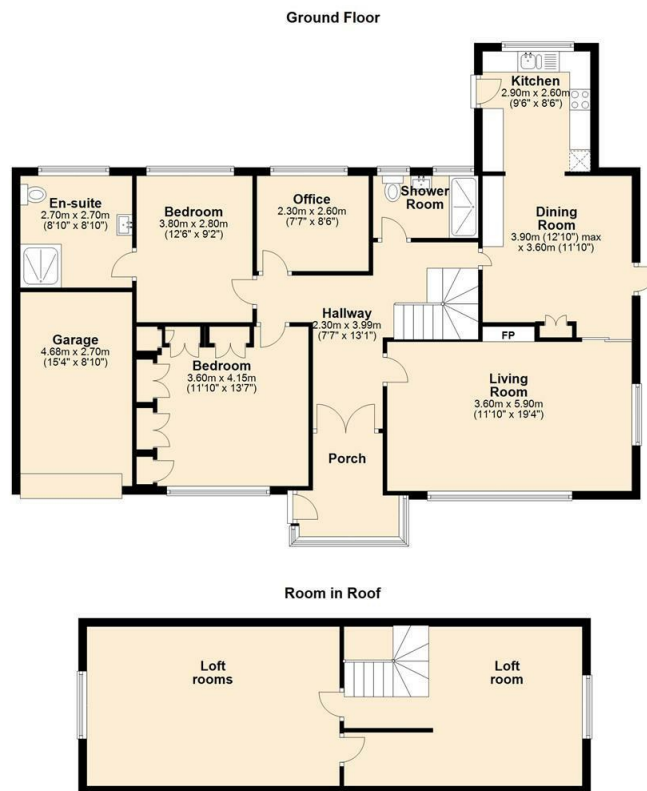 Ground Floor
Kitchen
2.90m x 2.60m
(9'6" x 8'6")
En-suite
2.70m x 2.70m
(8'10" x 8'10")
Bedroom
3.80m x 2.80m
(12'6" x 9'2")
Office
2.30m x 2.60m
(7'7" x 8'6")
Shower
Room
Dining
Room
3.90m (12'10") max
x 3.60m (11'10")
Hallway
2.30m x 3.99m
(7'7" x 13'1")
Garage
4.68m x 2.70m
(15'4" x 8'10")
Bedroom
3.60m x 4.15m
(11'10" x 13'7")
FP
Living
Room
3.60m x 5.90m
(11'10" x 19'4")
Porch
Room in Roof
Loft
rooms
Loft
room